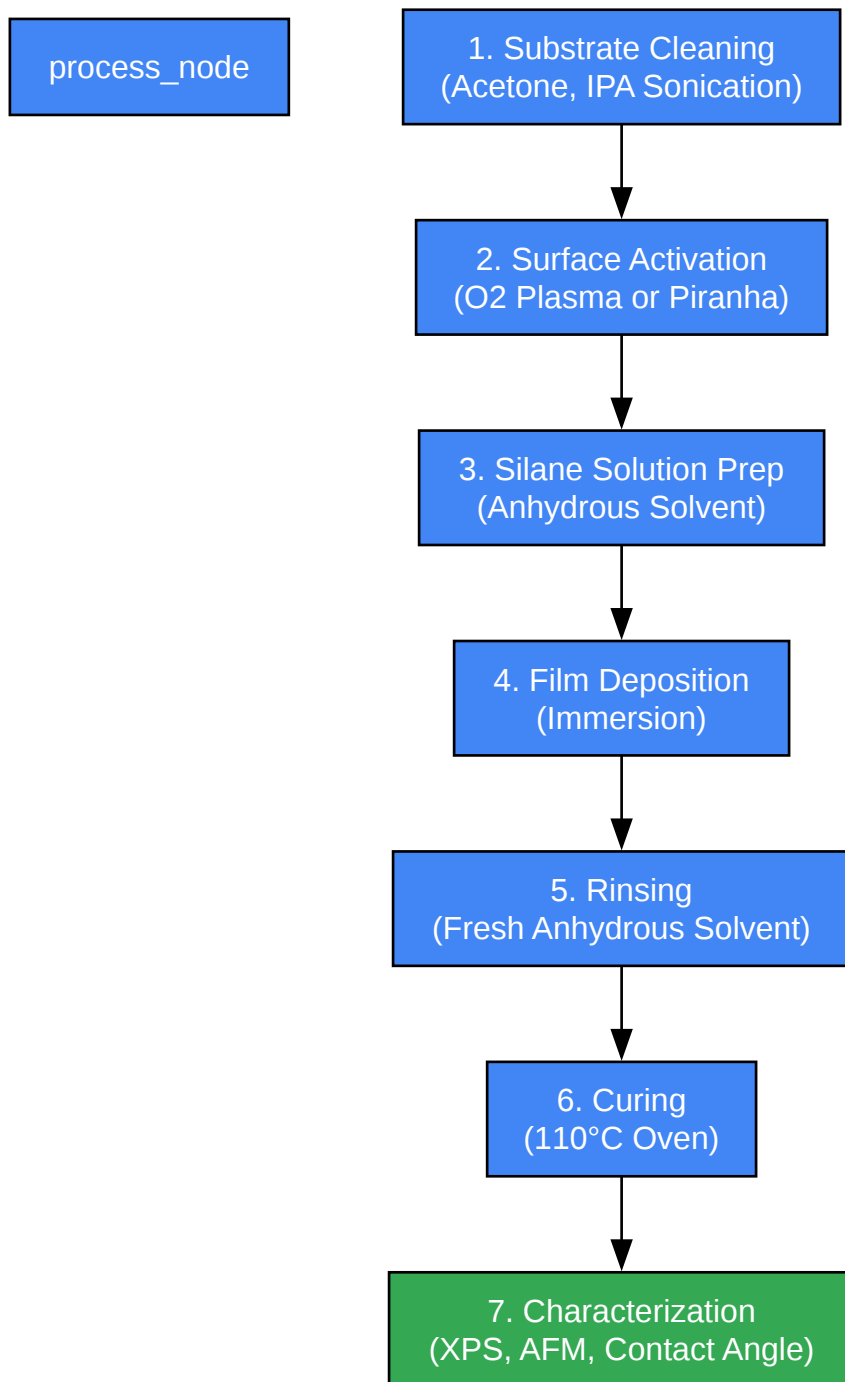 process_node
1. Substrate Cleaning
(Acetone, IPA Sonication)
2. Surface Activation
(O2 Plasma or Piranha)
3. Silane Solution Prep
(Anhydrous Solvent)
4. Film Deposition
(Immersion)
5. Rinsing
(Fresh Anhydrous Solvent)
6. Curing
(110°C Oven)
7. Characterization
(XPS, AFM, Contact Angle)